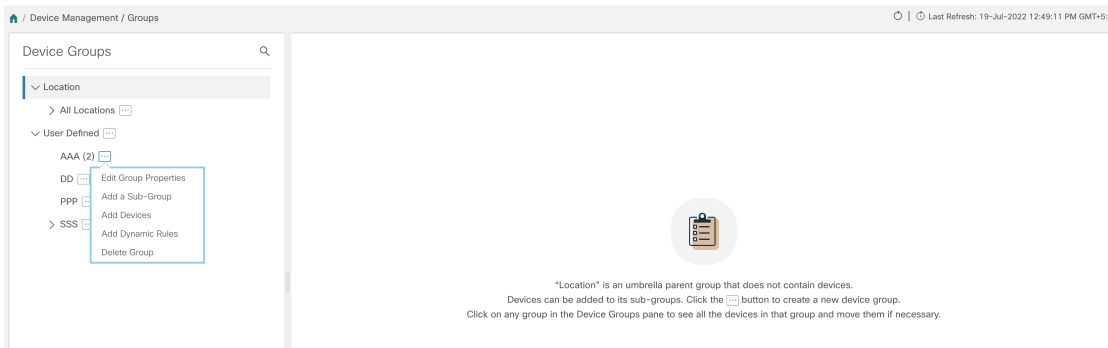 / Device Management / Groups
Last Refresh: 19-Jul-2022 12:49:11 PM GMT+5:
Device Groups
Location
All Locations
User Defined
AAA (2)
Edit Group Properties
DD
Add a Sub-Group
PPP
Add Devices
SSS
Add Dynamic Rules
Delete Group
"Location" is an umbrella parent group that does not contain devices.
Devices can be added to its sub-groups. Click the ... button to create a new device group.
Click on any group in the Device Groups pane to see all the devices in that group and move them if necessary.